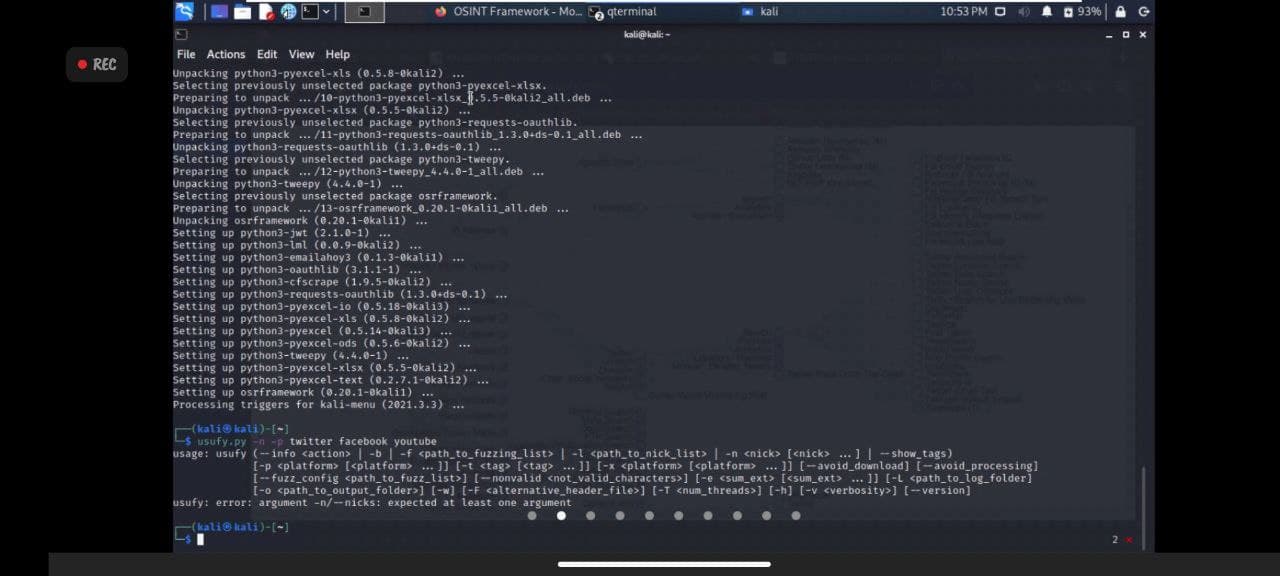 OSINT Framework - Mo...
qterminal
kali
10:53 PM
93%
REC
kali@kali: ~
File Actions Edit View Help
Unpacking python3-pyexcel-xls (0.5.8-0kali2) ...
Selecting previously unselected package python3-pyexcel-xlsx.
Preparing to unpack .../10-python3-pyexcel-xlsx_0.5.5-0kali2_all.deb ...
Unpacking python3-pyexcel-xlsx (0.5.5-0kali2) ...
Selecting previously unselected package python3-requests-oauthlib.
Preparing to unpack .../11-python3-requests-oauthlib_1.3.0+ds-0.1_all.deb ...
Unpacking python3-requests-oauthlib (1.3.0+ds-0.1) ...
Selecting previously unselected package python3-tweepy.
Preparing to unpack .../12-python3-tweepy_4.4.0-1_all.deb ...
Unpacking python3-tweepy (4.4.0-1) ...
Selecting previously unselected package osrframework.
Preparing to unpack .../13-osrframework_0.20.1-0kali1_all.deb ...
Unpacking osrframework (0.20.1-0kali1) ...
Setting up python3-jwt (2.1.0-1) ...
Setting up python3-lml (0.0.9-0kali2) ...
Setting up python3-emailahoy3 (0.1.3-0kali1) ...
Setting up python3-oauthlib (3.1.1-1) ...
Setting up python3-cfscrape (1.9.5-0kali2) ...
Setting up python3-requests-oauthlib (1.3.0+ds-0.1) ...
Setting up python3-pyexcel-io (0.5.18-0kali3) ...
Setting up python3-pyexcel-xls (0.5.8-0kali2) ...
Setting up python3-pyexcel (0.5.14-0kali3) ...
Setting up python3-pyexcel-ods (0.5.6-0kali2) ...
Setting up python3-tweepy (4.4.0-1) ...
Setting up python3-pyexcel-xlsx (0.5.5-0kali2) ...
Setting up python3-pyexcel-text (0.2.7.1-0kali2) ...
Setting up osrframework (0.20.1-0kali1) ...
Processing triggers for kali-menu (2021.3.3) ...
┌──(kali㉿kali)-[~]
└─$ usufy.py -n -p twitter facebook youtube
usage: usufy (--info <action> | -b | -f <path_to_fuzzing_list> | -l <path_to_nick_list> | -n <nick> [<nick> ...] | --show_tags)
[-p <platform> [<platform> ...]] [-t <tag> [<tag> ...]] [-x <platform> [<platform> ...]] [--avoid_download] [--avoid_processing]
[--fuzz_config <path_to_fuzz_list>] [--nonvalid <not_valid_characters>] [-e <sum_ext> [<sum_ext> ...]] [-L <path_to_log_folder]
[-o <path_to_output_folder>] [-w] [-F <alternative_header_file>] [-T <num_threads>] [-h] [-v <verbosity>] [--version]
usufy: error: argument -n/--nicks: expected at least one argument
┌──(kali㉿kali)-[~]
└─$
2 ⨯